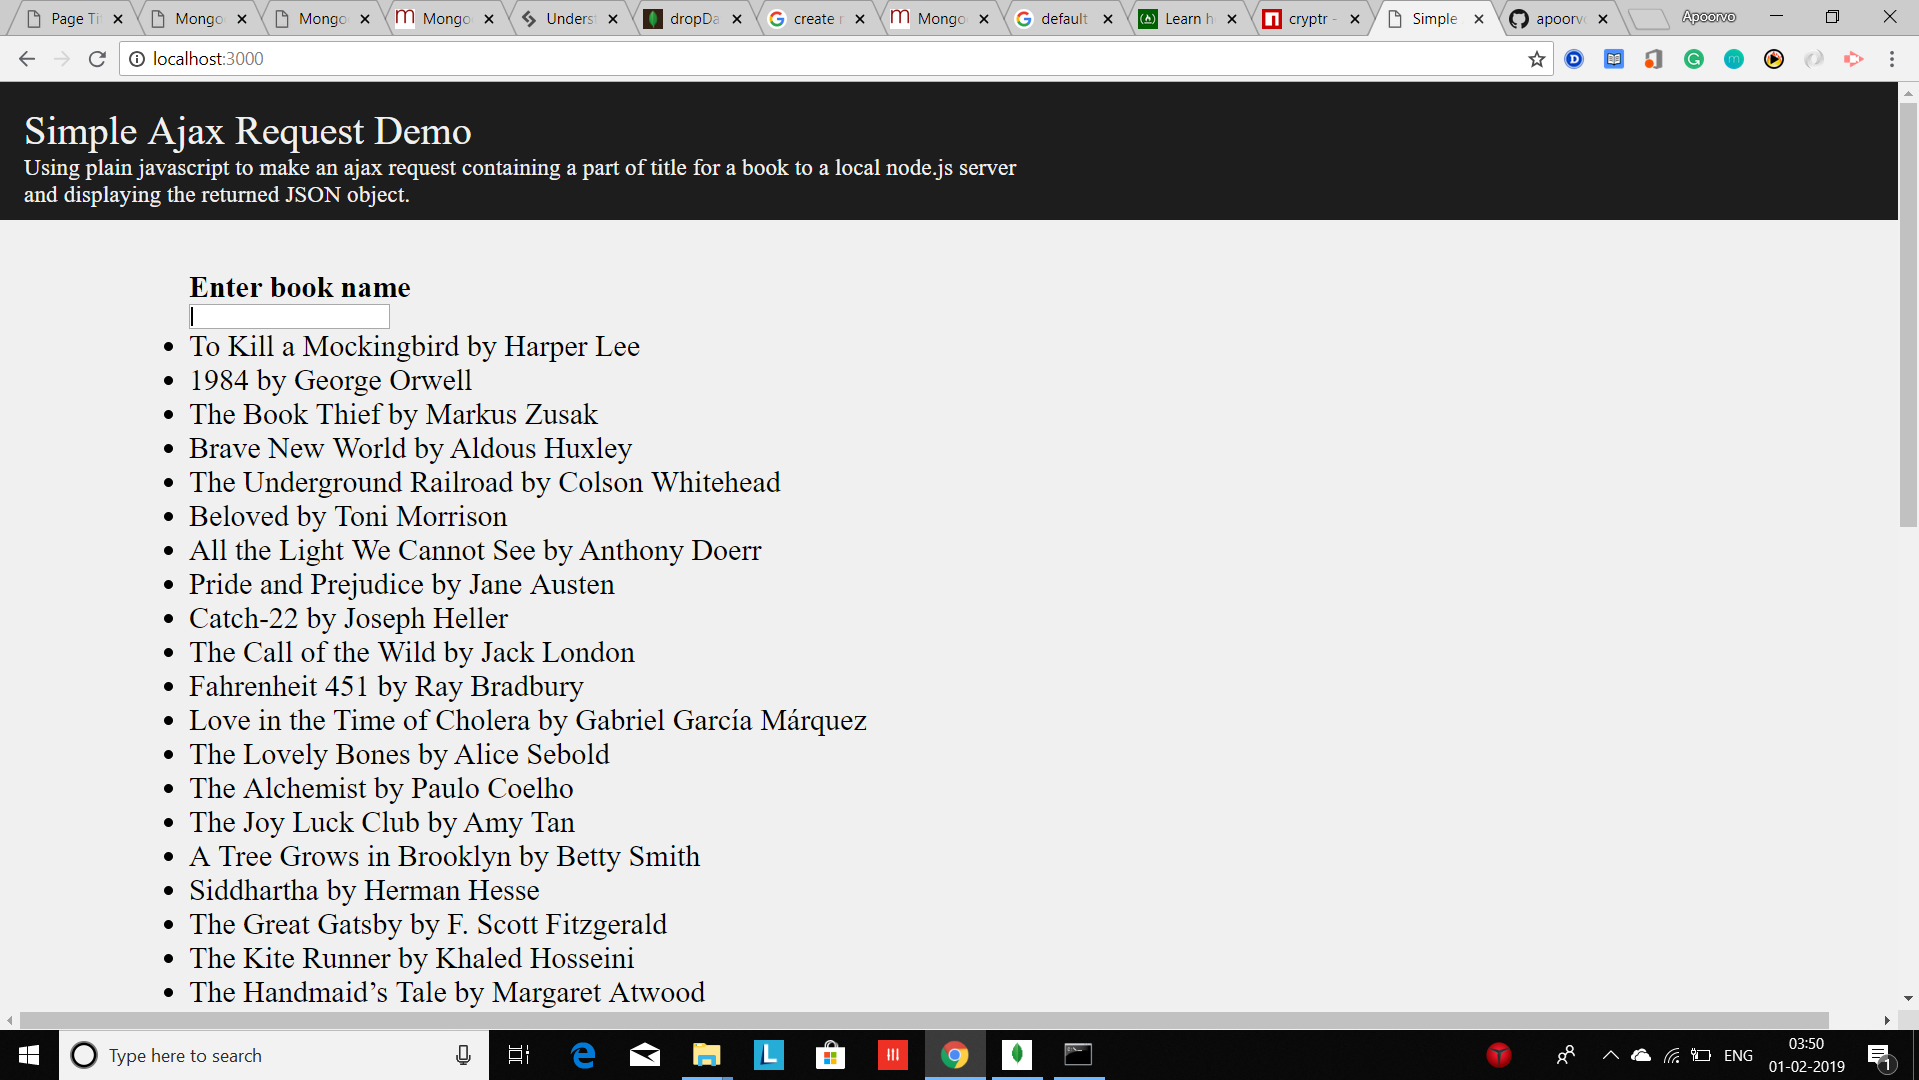 Page Ti
Mongo
Mongo
Mongo
Unders
dropDa
create r
Mongo
default
Learn h
cryptr -
Simple
apoorv
Apoorvo
localhost:3000
Simple Ajax Request Demo
Using plain javascript to make an ajax request containing a part of title for a book to a local node.js server
and displaying the returned JSON object.
Enter book name
To Kill a Mockingbird by Harper Lee
1984 by George Orwell
The Book Thief by Markus Zusak
Brave New World by Aldous Huxley
The Underground Railroad by Colson Whitehead
Beloved by Toni Morrison
All the Light We Cannot See by Anthony Doerr
Pride and Prejudice by Jane Austen
Catch-22 by Joseph Heller
The Call of the Wild by Jack London
Fahrenheit 451 by Ray Bradbury
Love in the Time of Cholera by Gabriel García Márquez
The Lovely Bones by Alice Sebold
The Alchemist by Paulo Coelho
The Joy Luck Club by Amy Tan
A Tree Grows in Brooklyn by Betty Smith
Siddhartha by Herman Hesse
The Great Gatsby by F. Scott Fitzgerald
The Kite Runner by Khaled Hosseini
The Handmaid’s Tale by Margaret Atwood
Type here to search
ENG
03:50
01-02-2019
1